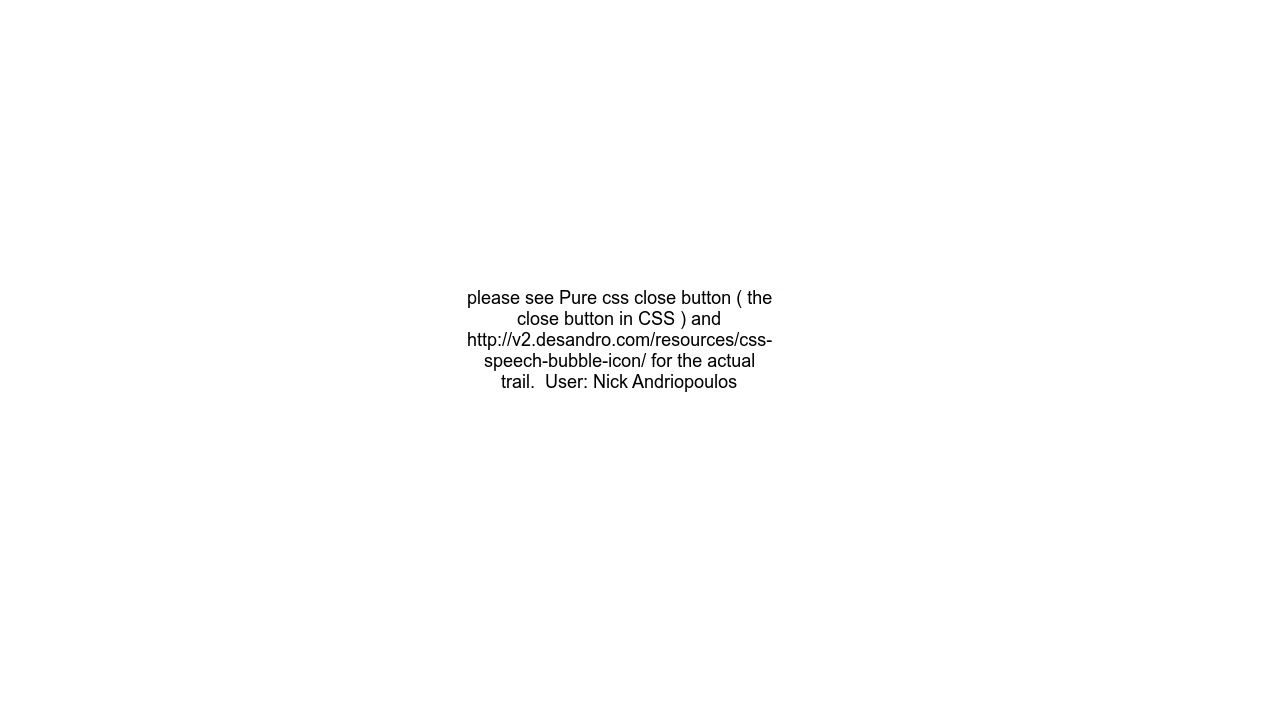 please see Pure css close button ( the
close button in CSS ) and
http://v2.desandro.com/resources/css-
speech-bubble-icon/ for the actual
trail.  User: Nick Andriopoulos